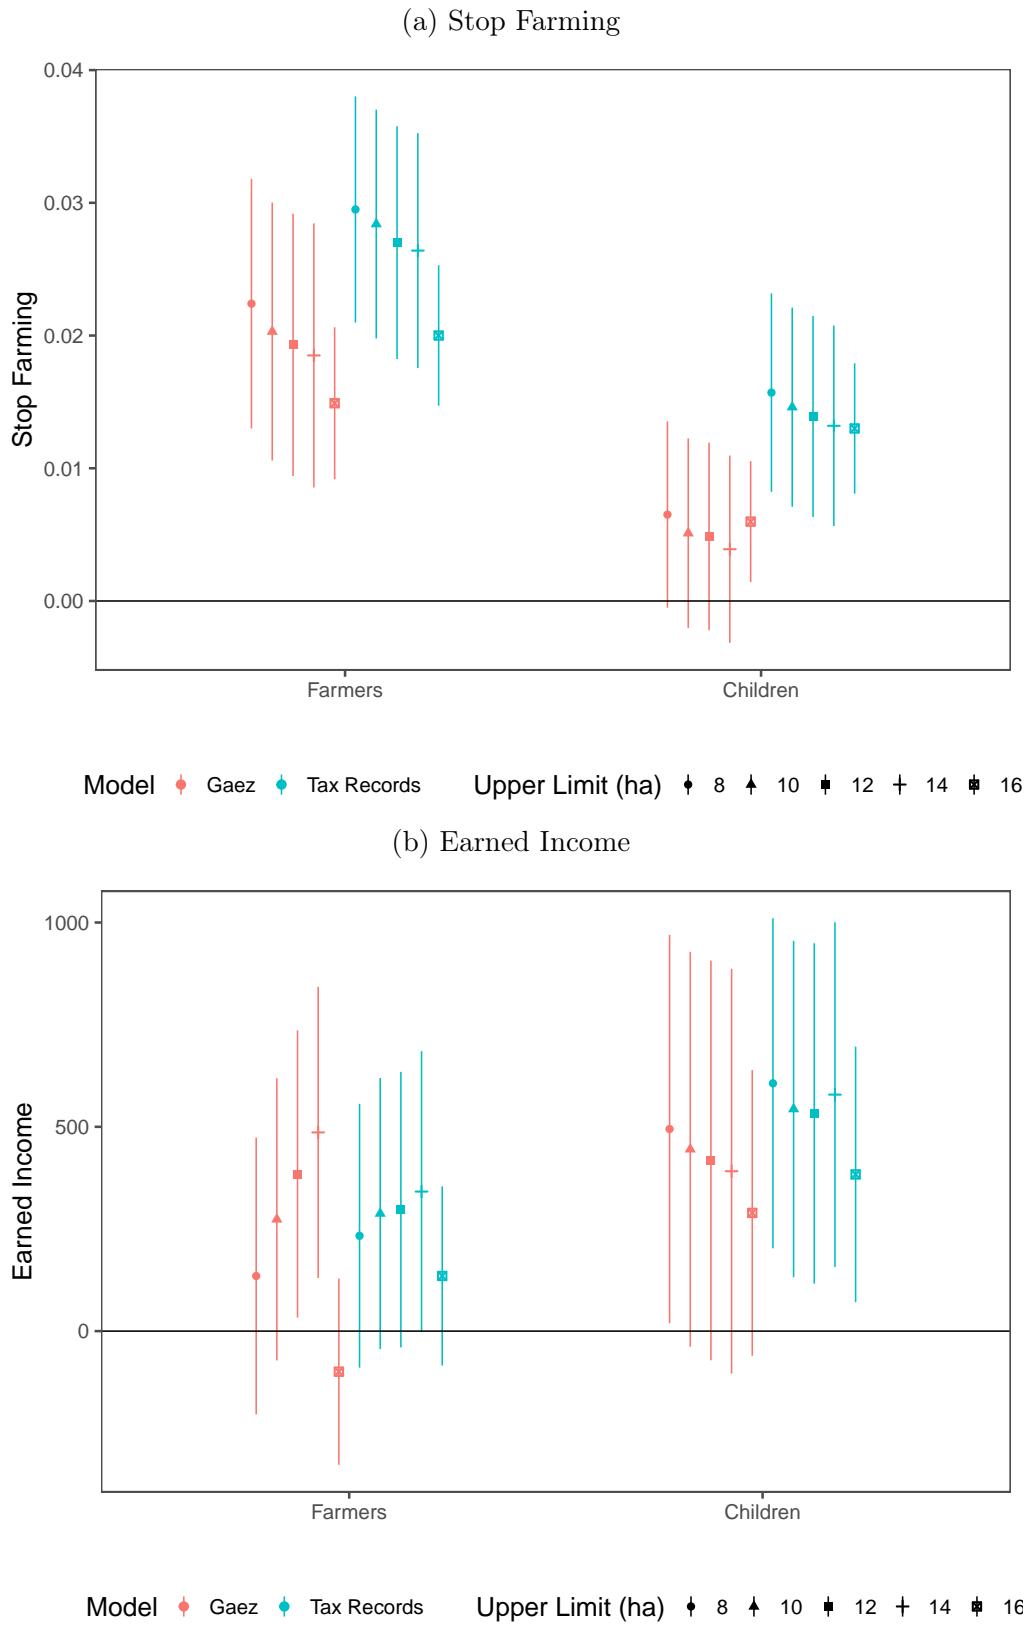 (a) Stop Farming
0.04
0.03
0.02
0.01
0.00
Stop Farming
Farmers Children
Model Gaez Tax Records Upper Limit (ha) 8 10 12 14 16
(b) Earned Income
1000
500
0
Earned Income
Farmers Children
Model Gaez Tax Records Upper Limit (ha) 8 10 12 14 16